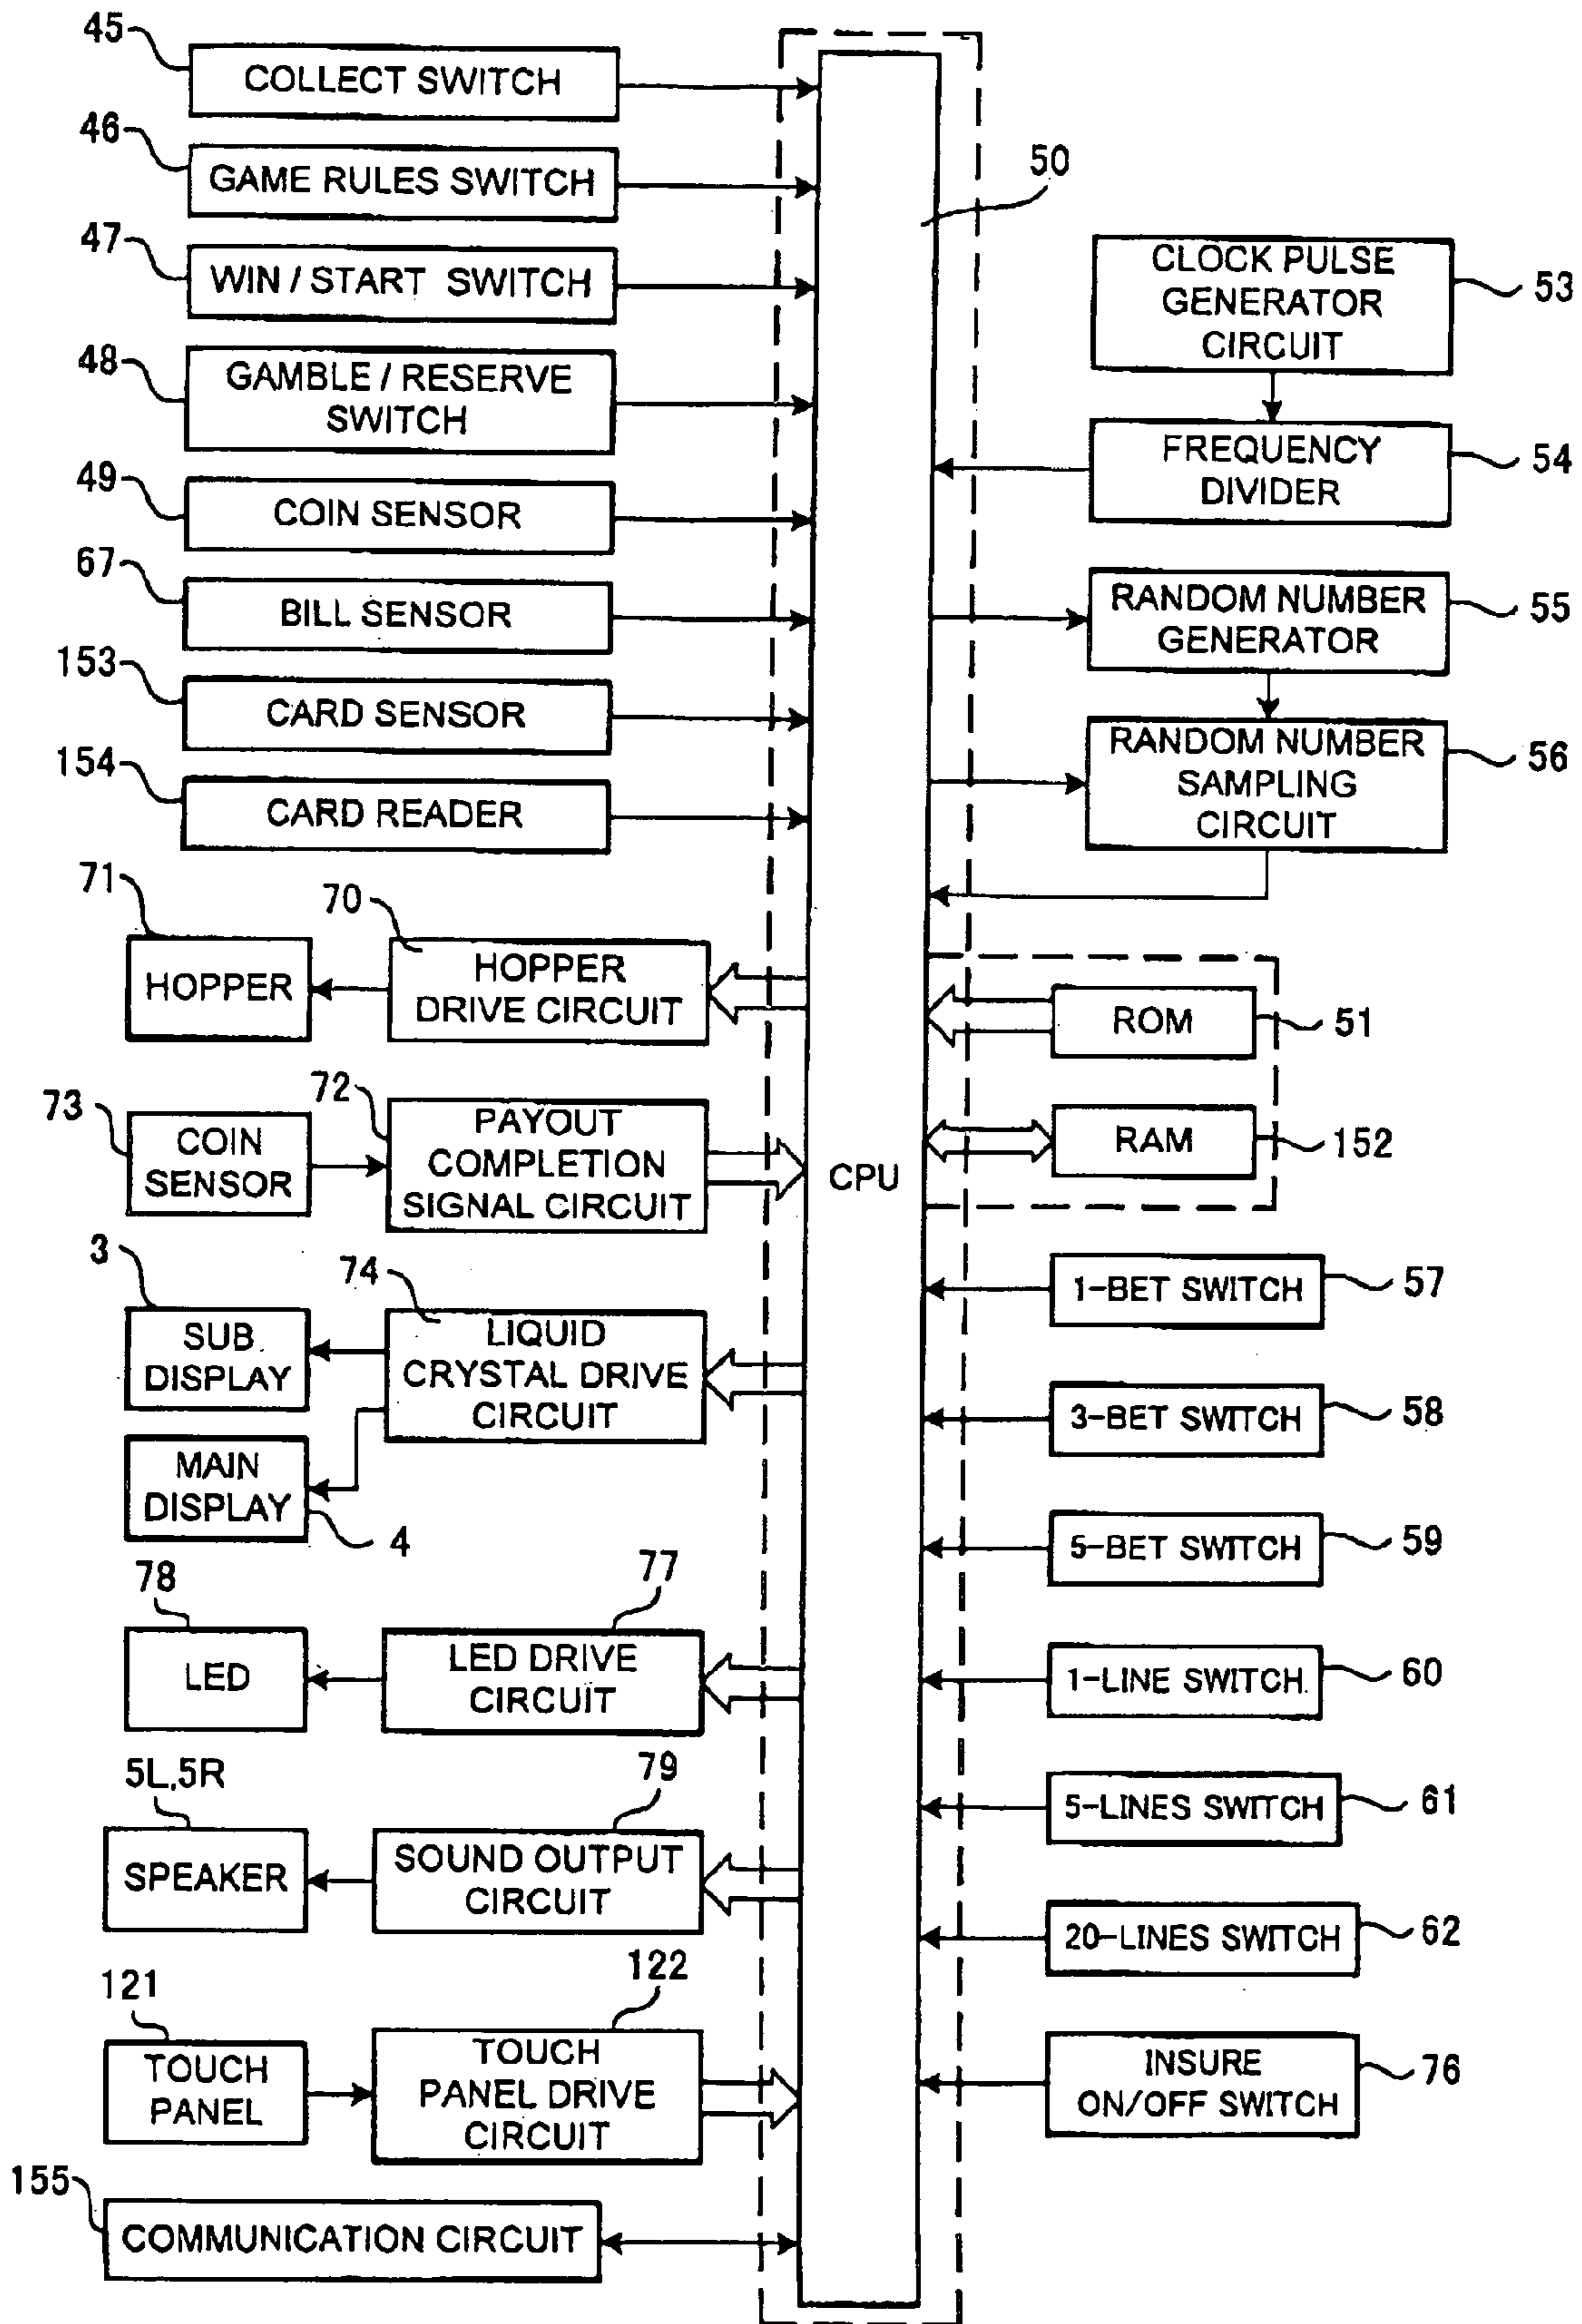 45
COLLECT SWITCH
46
GAME RULES SWITCH
47
WIN / START SWITCH
48
GAMBLE / RESERVE
SWITCH
49
COIN SENSOR
67
BILL SENSOR
153
CARD SENSOR
154
CARD READER
71
HOPPER
70
HOPPER
DRIVE CIRCUIT
73
COIN
SENSOR
72
PAYOUT
COMPLETION
SIGNAL CIRCUIT
3
SUB
DISPLAY
74
LIQUID
CRYSTAL DRIVE
CIRCUIT
MAIN
DISPLAY
4
78
LED
77
LED DRIVE
CIRCUIT
5L,5R
SPEAKER
79
SOUND OUTPUT
CIRCUIT
121
TOUCH
PANEL
122
TOUCH
PANEL DRIVE
CIRCUIT
155
COMMUNICATION CIRCUIT
50
CPU
CLOCK PULSE
GENERATOR
CIRCUIT
53
FREQUENCY
DIVIDER
54
RANDOM NUMBER
GENERATOR
55
RANDOM NUMBER
SAMPLING
CIRCUIT
56
ROM
51
RAM
152
1-BET SWITCH
57
3-BET SWITCH
58
5-BET SWITCH
59
1-LINE SWITCH
60
5-LINES SWITCH
61
20-LINES SWITCH
62
INSURE
ON/OFF SWITCH
76